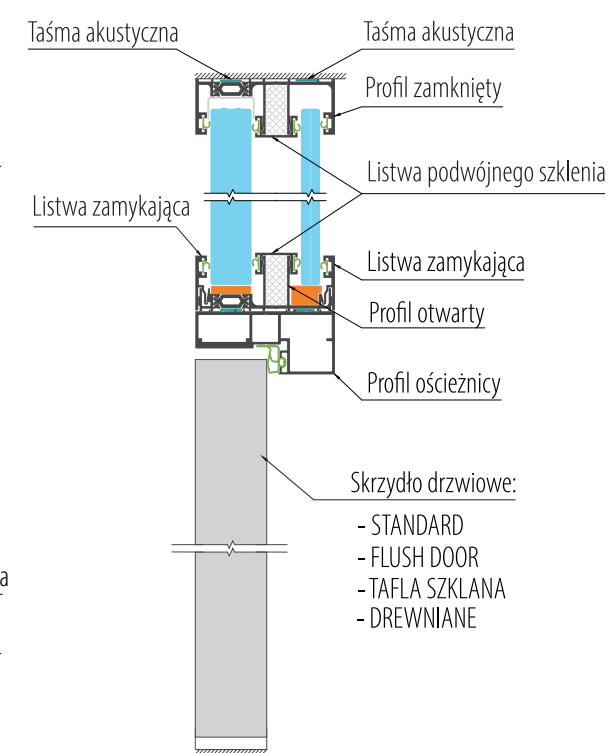 Taśma akustyczna
Taśma akustyczna
Profil zamknięty
Listwa podwójnego szklenia
Listwa zamykająca
Listwa zamykająca
Profil otwarty
Profil ościeżnicy
Skrzydło drzwiowe:
- STANDARD
- FLUSH DOOR
- TAFLA SZKLANA
- DREWNIANE
a